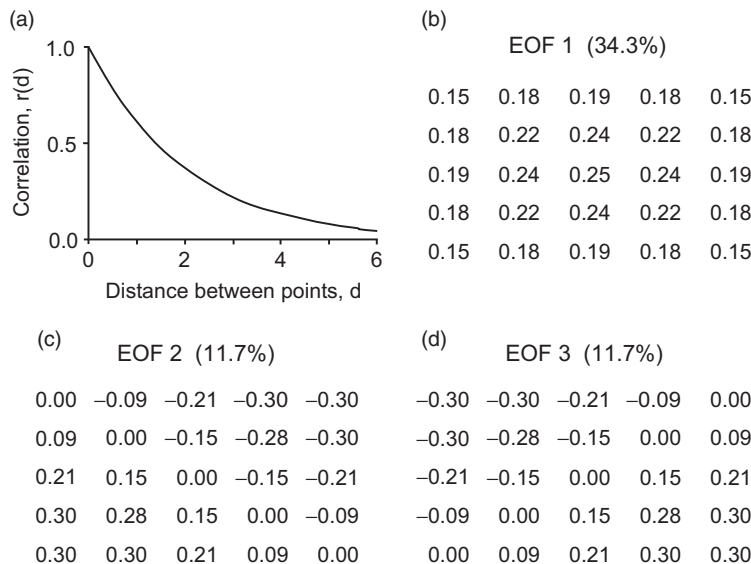 (a)
1.0
0.5
0.0
Correlation, r(d)
0 2 4 6
Distance between points, d
(b)
EOF 1 (34.3%)
0.15 0.18 0.19 0.18 0.15
0.18 0.22 0.24 0.22 0.18
0.19 0.24 0.25 0.24 0.19
0.18 0.22 0.24 0.22 0.18
0.15 0.18 0.19 0.18 0.15
(c)
EOF 2 (11.7%)
0.00 −0.09 −0.21 −0.30 −0.30
0.09 0.00 −0.15 −0.28 −0.30
0.21 0.15 0.00 −0.15 −0.21
0.30 0.28 0.15 0.00 −0.09
0.30 0.30 0.21 0.09 0.00
(d)
EOF 3 (11.7%)
−0.30 −0.30 −0.21 −0.09 0.00
−0.30 −0.28 −0.15 0.00 0.09
−0.21 −0.15 0.00 0.15 0.21
−0.09 0.00 0.15 0.28 0.30
0.00 0.09 0.21 0.30 0.30